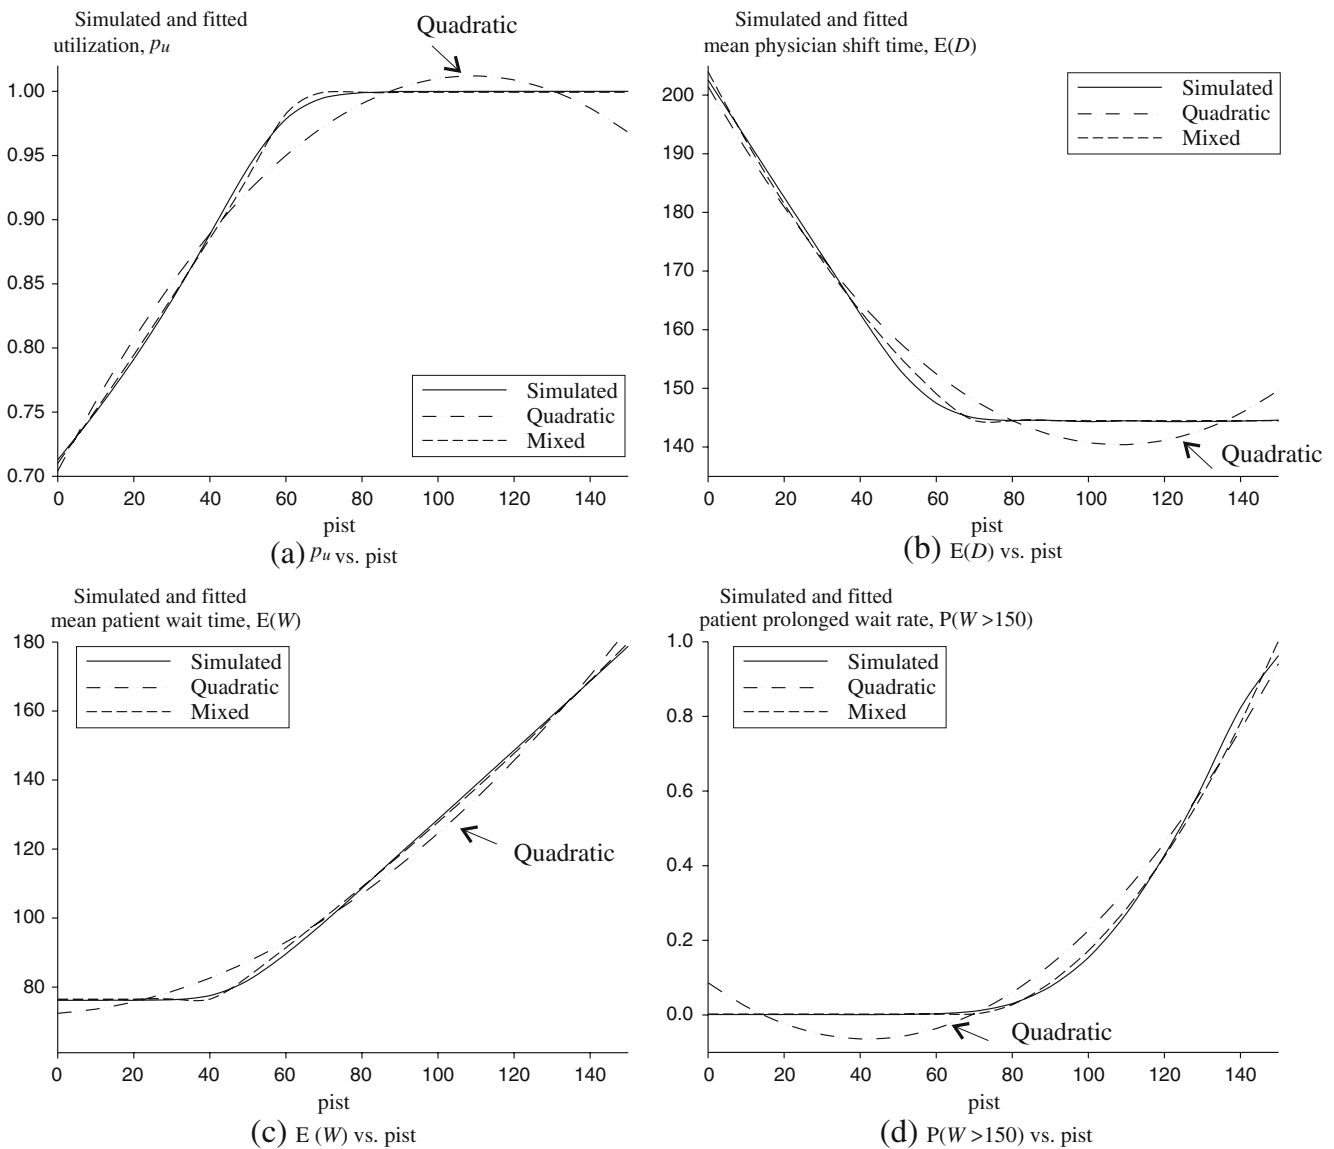 Simulated and fitted
utilization, pu
Quadratic
1.00
0.95
0.90
0.85
0.80
0.75
0.70
Simulated
Quadratic
Mixed
0 20 40 60 80 100 120 140
pist
(a) pu vs. pist
Simulated and fitted
mean physician shift time, E(D)
200
190
180
170
160
150
140
Simulated
Quadratic
Mixed
Quadratic
0 20 40 60 80 100 120 140
pist
(b) E(D) vs. pist
Simulated and fitted
mean patient wait time, E(W)
180
160
140
120
100
80
Simulated
Quadratic
Mixed
Quadratic
0 20 40 60 80 100 120 140
pist
(c) E (W) vs. pist
Simulated and fitted
patient prolonged wait rate, P(W >150)
1.0
0.8
0.6
0.4
0.2
0.0
Simulated
Quadratic
Mixed
Quadratic
0 20 40 60 80 100 120 140
pist
(d) P(W >150) vs. pist